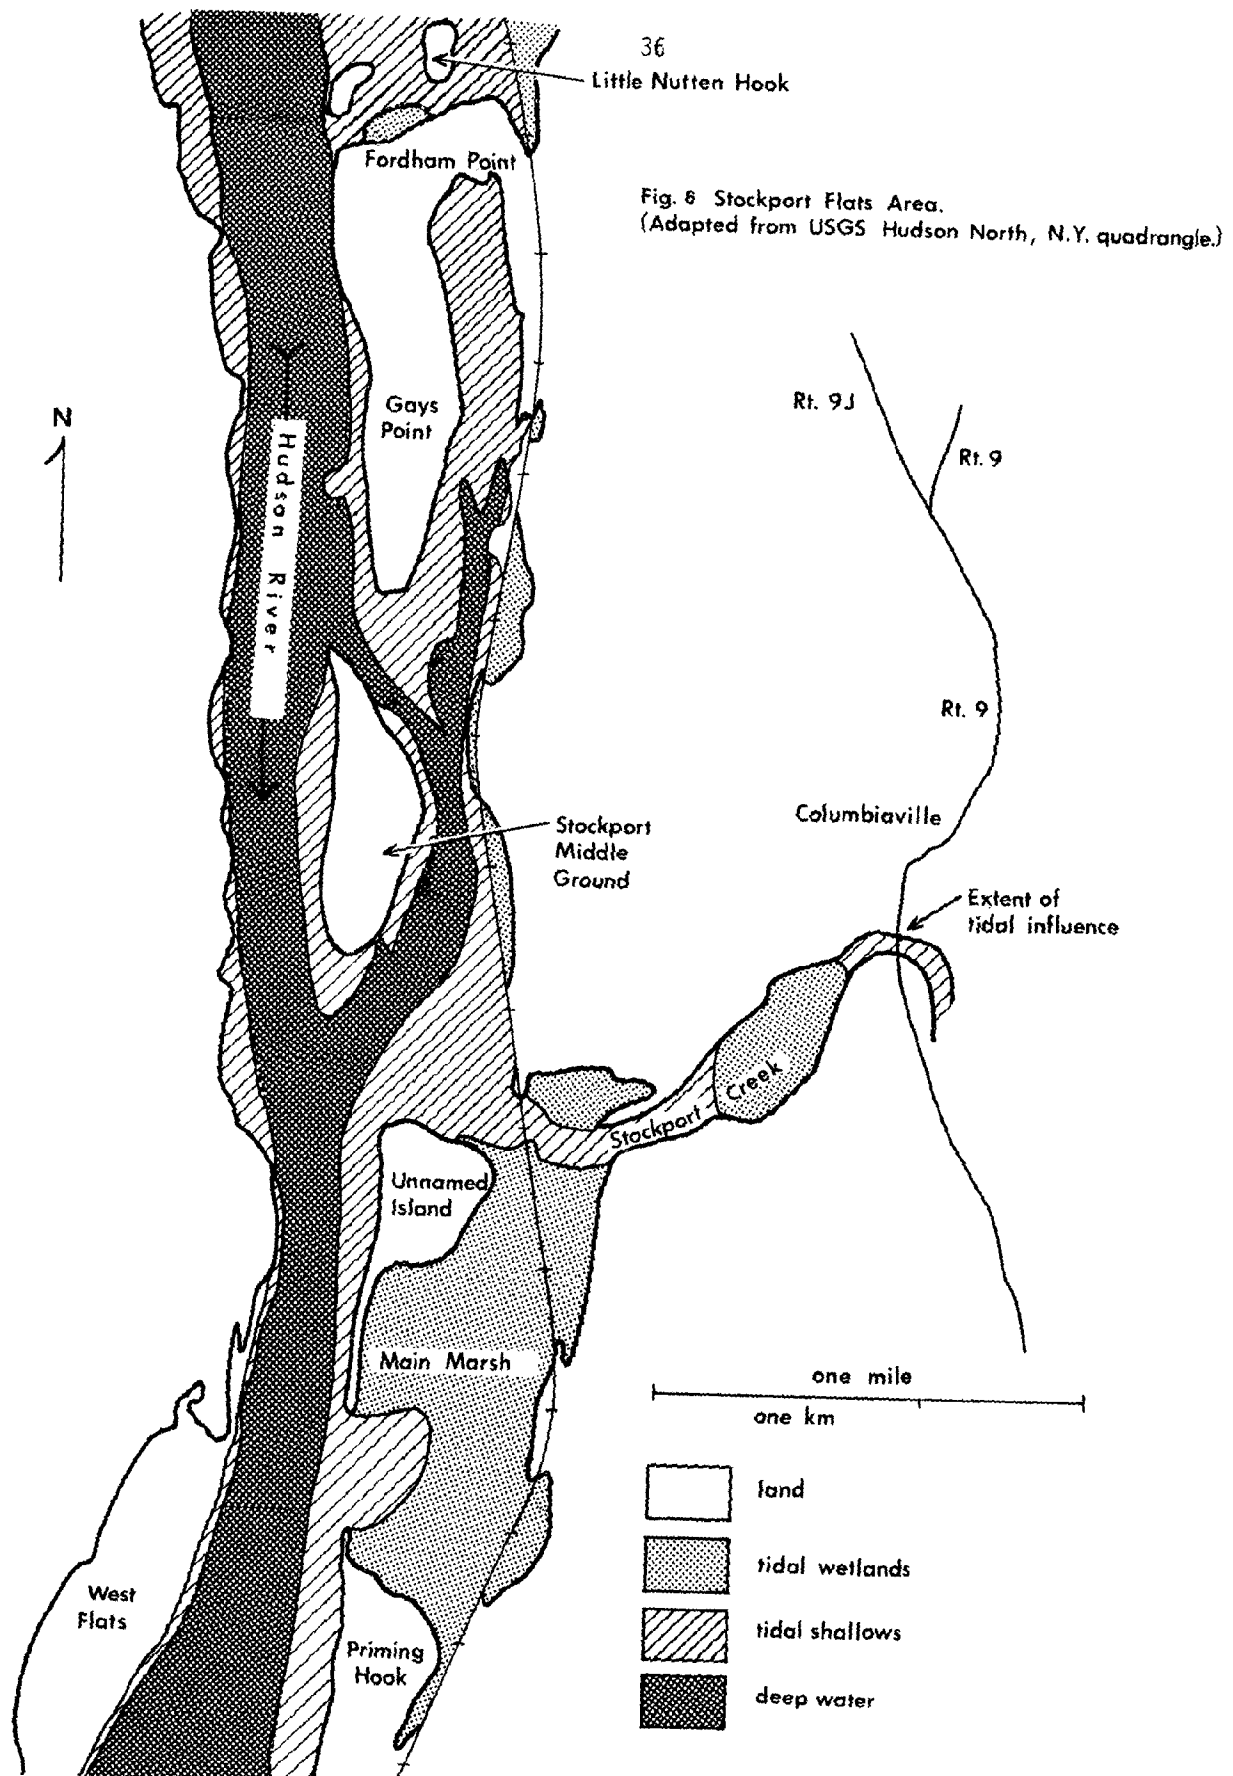 36
Little Nutten Hook
Fordham Point
Fig. 8 Stockport Flats Area.
(Adapted from USGS Hudson North, N.Y. quadrangle.)
Rt. 9J
Rt. 9
N
Gays
Point
Hudson River
Rt. 9
Columbiaville
Stockport
Middle
Ground
Extent of
tidal influence
Stockport Creek
Unnamed
Island
Main Marsh
one mile
one km
land
tidal wetlands
West
Flats
tidal shallows
Priming
Hook
deep water